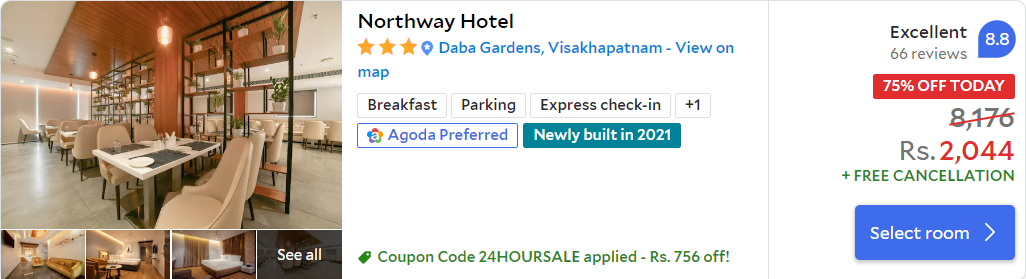 Northway Hotel
Daba Gardens, Visakhapatnam - View on
map
Breakfast Parking Express check-in +1
Agoda Preferred Newly built in 2021
See all
Coupon Code 24HOURSALE applied - Rs. 756 off!
Excellent 8.8
66 reviews
75% OFF TODAY
8,176
Rs. 2,044
+ FREE CANCELLATION
Select room